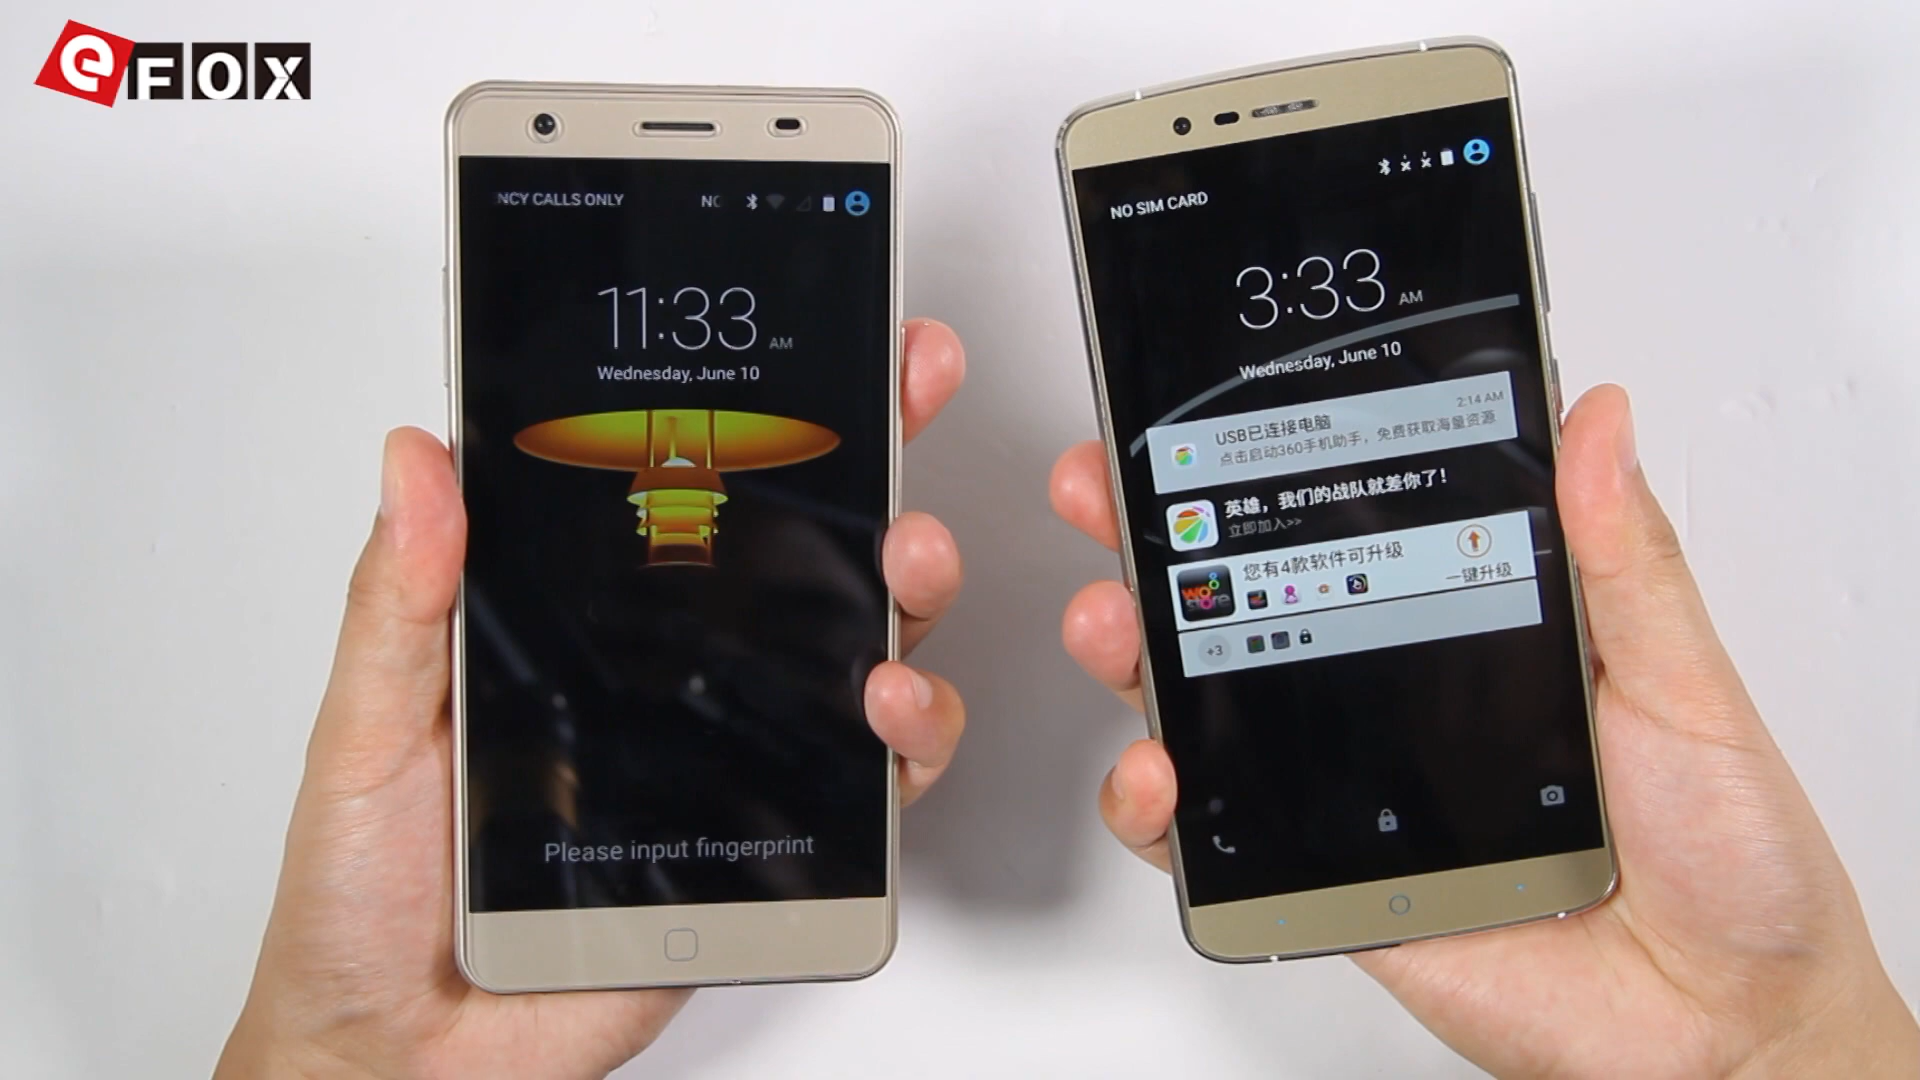 eFOX
NCY CALLS ONLY
NC
11:33 AM
Wednesday, June 10
Please input fingerprint
NO SIM CARD
3:33 AM
Wednesday, June 10
2:14 AM
USB已连接电脑
点击启动360手机助手，免费获取海量资源
英雄，我们的战队就差你了！
立即加入>>
您有4款软件可升级
一键升级
wo store
+3